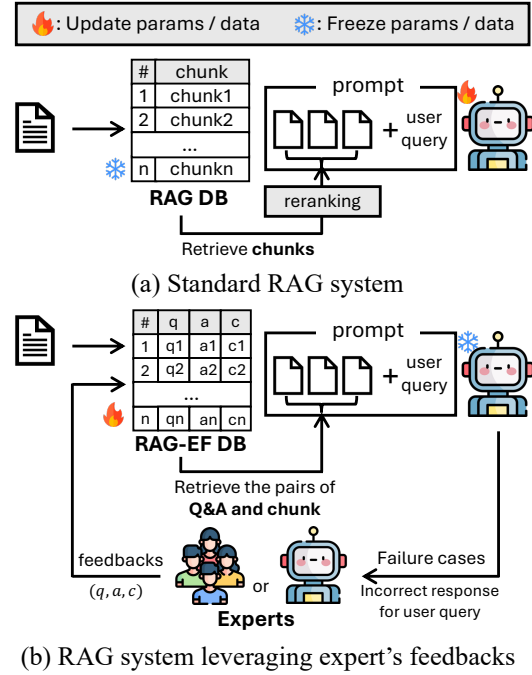 🔥: Update params / data ❄: Freeze params / data
# chunk
1 chunk1
2 chunk2
...
n chunkn
RAG DB
prompt
+ user
query
reranking
Retrieve chunks
(a) Standard RAG system
# q a c
1 q1 a1 c1
2 q2 a2 c2
...
n qn an cn
RAG-EF DB
prompt
+ user
query
Retrieve the pairs of
Q&A and chunk
feedbacks
(q, a, c)
or
Experts
Failure cases
Incorrect response
for user query
(b) RAG system leveraging expert's feedbacks